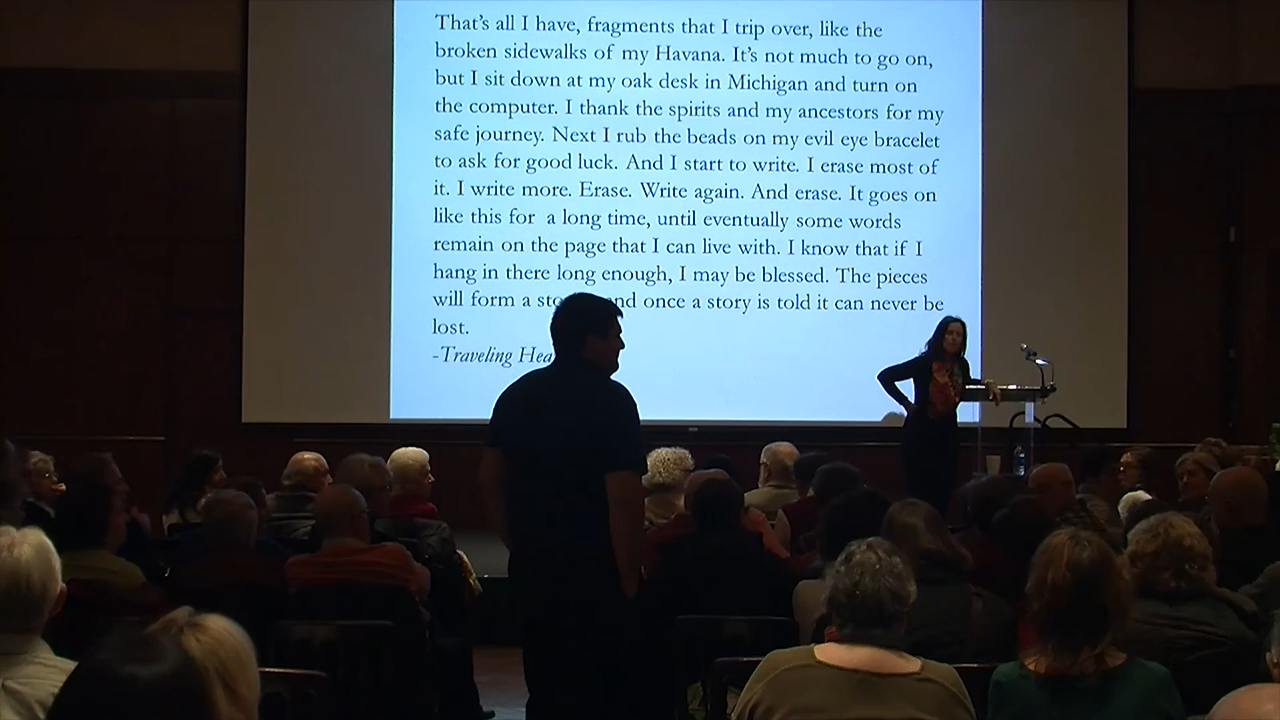 That's all I have, fragments that I trip over, like the
broken sidewalks of my Havana. It's not much to go on,
but I sit down at my oak desk in Michigan and turn on
the computer. I thank the spirits and my ancestors for my
safe journey. Next I rub the beads on my evil eye bracelet
to ask for good luck. And I start to write. I erase most of
it. I write more. Erase. Write again. And erase. It goes on
like this for a long time, until eventually some words
remain on the page that I can live with. I know that if I
hang in there long enough, I may be blessed. The pieces
will form a and once a story is told it can never be
lost.
-Traveling